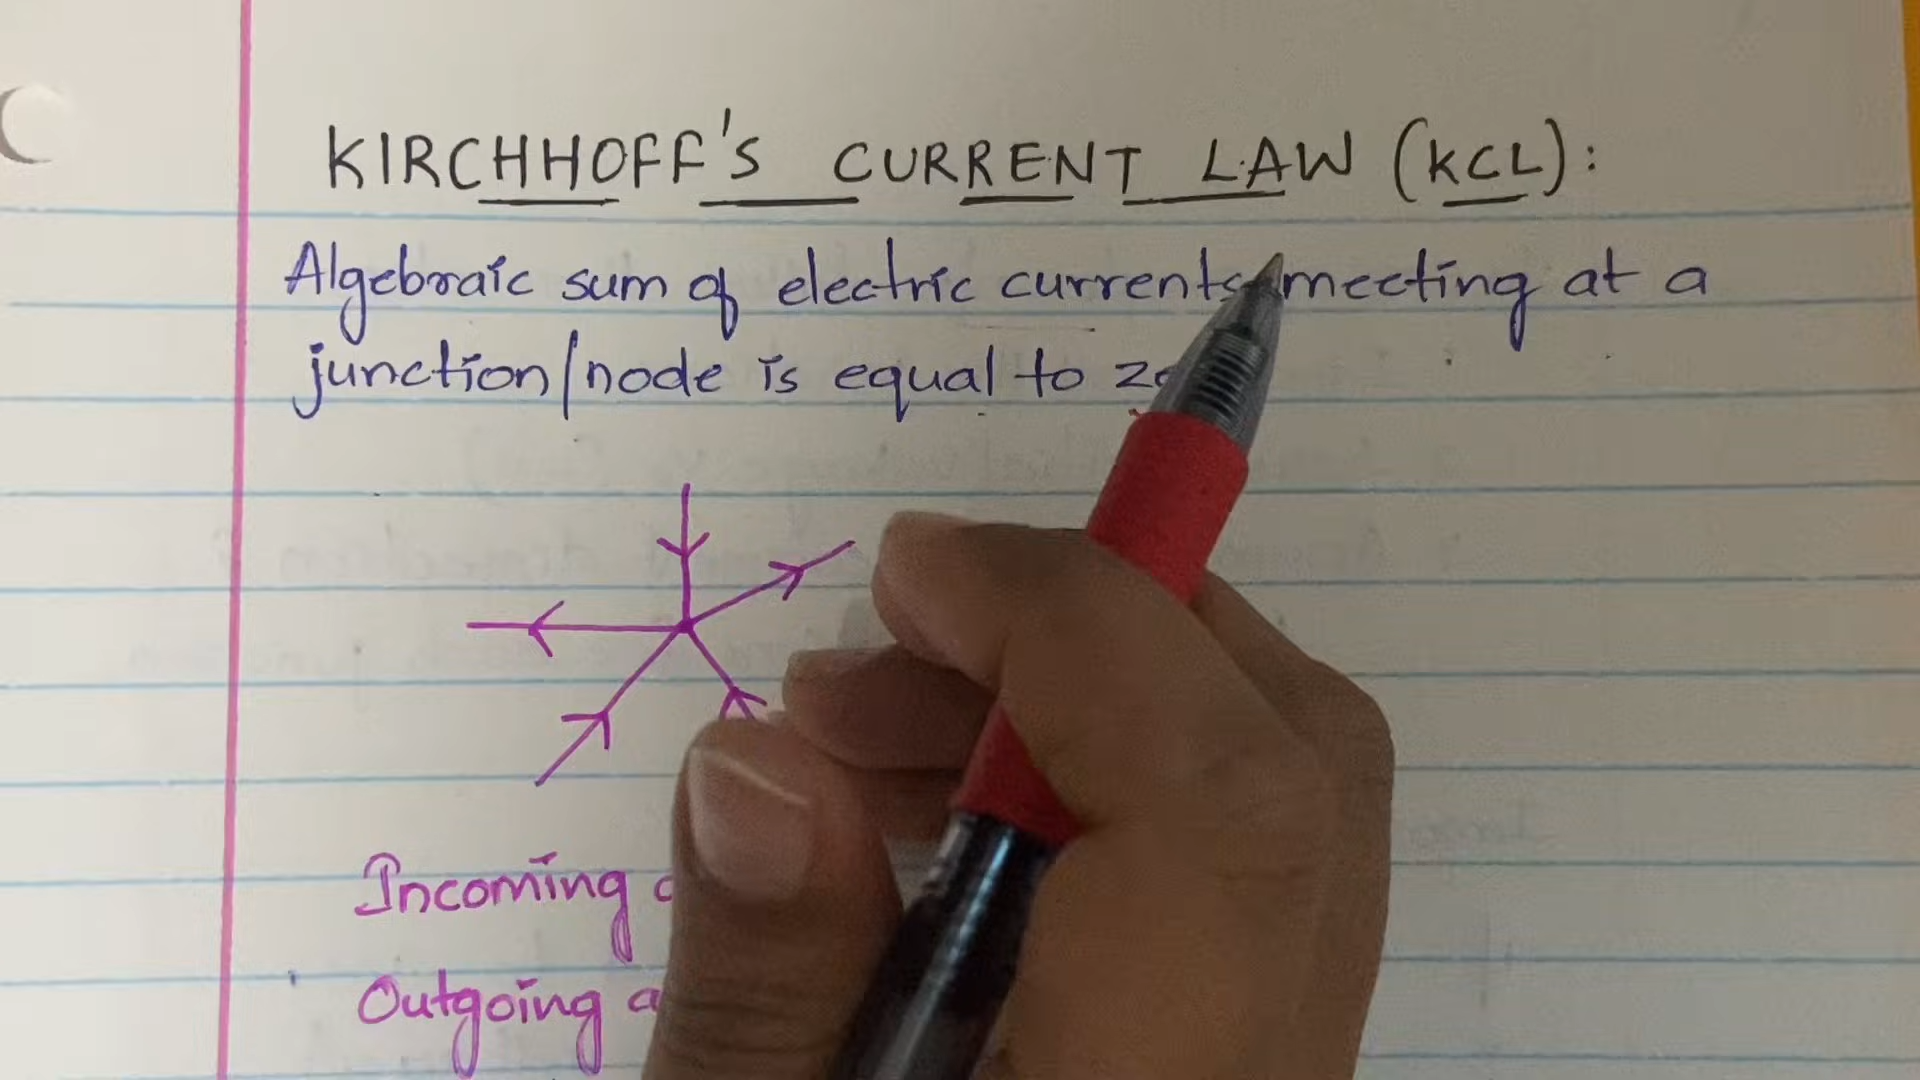 KIRCHHOFF'S CURRENT LAW (KCL):
Algebraic sum of electric currents meeting at a
junction/node is equal to
Incoming
Outgoing